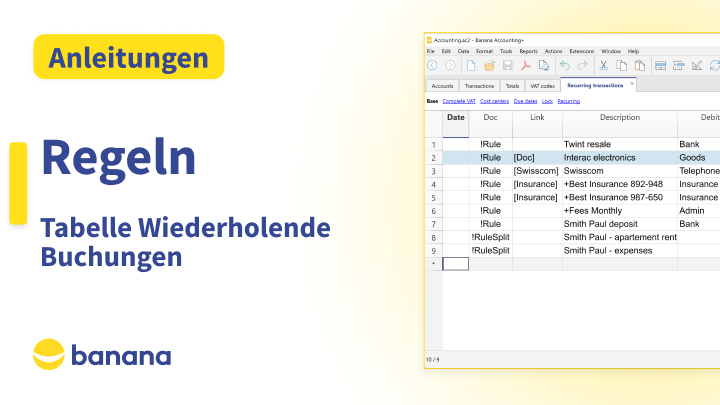 Anleitungen
Regeln
Tabelle Wiederholende
Buchungen
banana
Accounting.ac2 - Banana Accounting+
File Edit Data Format Tools Reports Actions Extensions Window Help
Accounts Transactions Totals VAT codes Recurring transactions
Base Complete VAT Cost centers Due dates Lock Recurring
Date Doc Link Description Debit
1 !Rule Twint resale Bank
2 !Rule [Doc] Interac electronics Goods
3 !Rule [Swisscom] Swisscom Telephone
4 !Rule [Insurance] +Best Insurance 892-948 Insurance
5 !Rule [Insurance] +Best Insurance 987-650 Insurance
6 !Rule +Fees Monthly Admin
7 !Rule Smith Paul deposit Bank
8 !RuleSplit Smith Paul - apartement rent
9 !RuleSplit Smith Paul - expenses
*
10 / 9